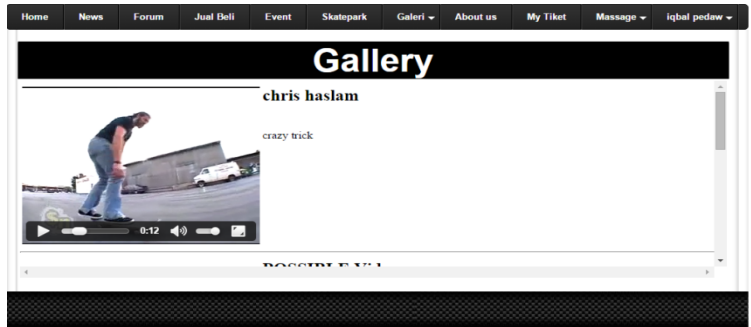 Home News Forum Jual Beli Event Skatepark Galeri About us My Tiket Massage iqbal pedaw
Gallery
chris haslam
crazy trick
0:12